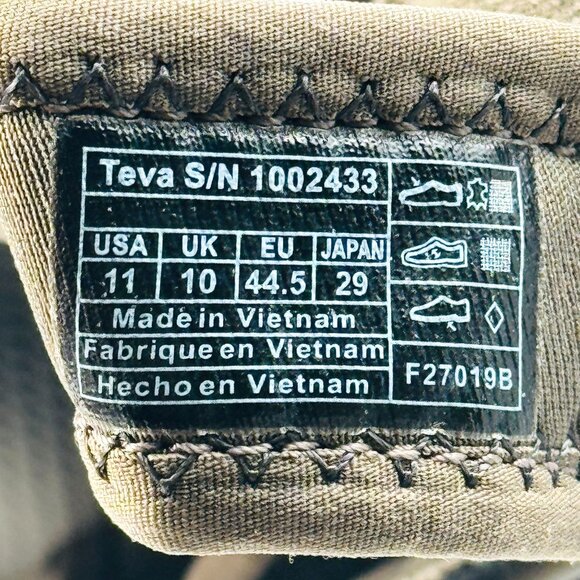 Teva S/N 1002433
USA UK EU JAPAN
11 10 44.5 29
Made in Vietnam
Fabrique en Vietnam
Hecho en Vietnam
F27019B